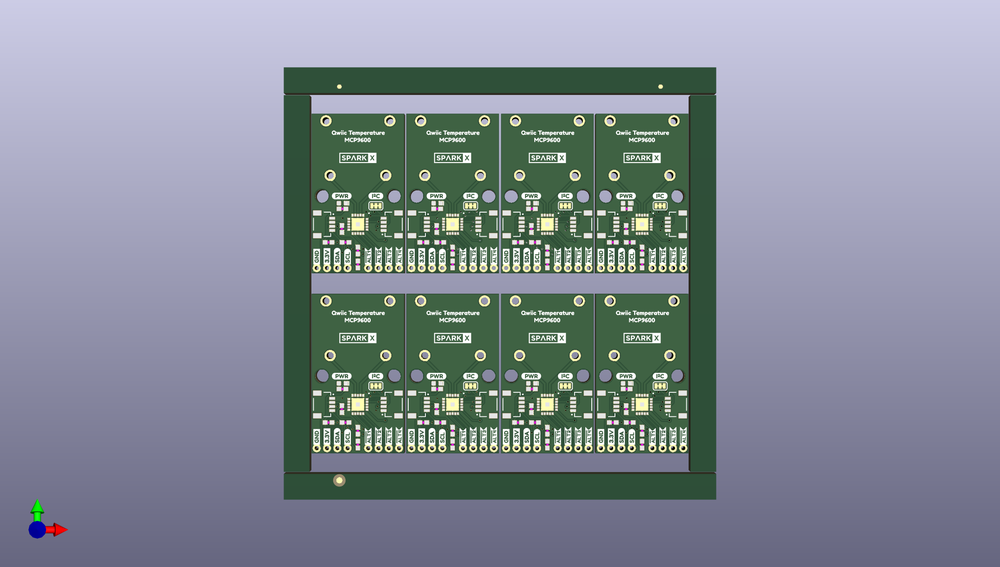 Qwiic Temperature
MCP9600
SPARK X
PWR I²C
GND 3.3V SDA SCL ALT1 ALT2 ALT3 ALT4
Qwiic Temperature
MCP9600
SPARK X
PWR I²C
GND 3.3V SDA SCL
Qwiic Temperature
MCP9600
SPARK X
PWR I²C
GND 3.3V SDA SCL
Qwiic Temperature
MCP9600
SPARK X
PWR I²C
GND 3.3V SDA SCL
Qwiic Temperature
MCP9600
SPARK X
PWR I²C
GND 3.3V SDA SCL
Qwiic Temperature
MCP9600
SPARK X
PWR I²C
GND 3.3V SDA SCL
Qwiic Temperature
MCP9600
SPARK X
PWR I²C
GND 3.3V SDA SCL
Qwiic Temperature
MCP9600
SPARK X
PWR I²C
GND 3.3V SDA SCL